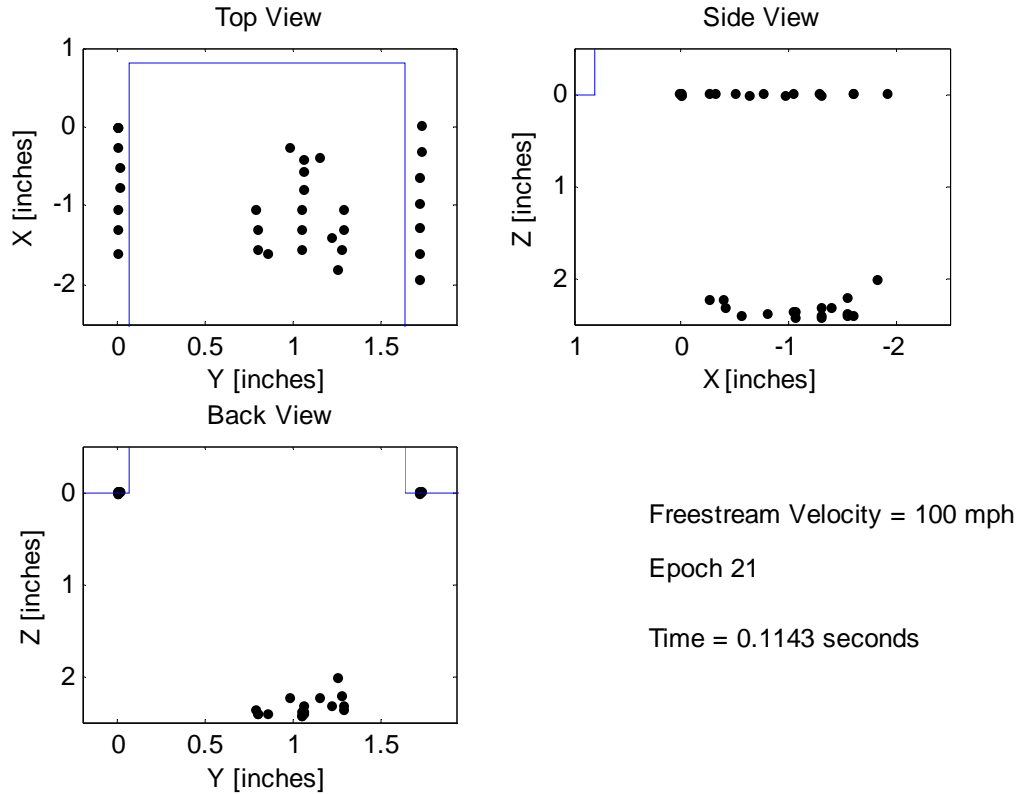 Top View
1
0
-1
-2
X [inches]
0 0.5 1 1.5
Y [inches]
Side View
0
1
2
Z [inches]
1 0 -1 -2
X [inches]
Back View
0
1
2
Z [inches]
0 0.5 1 1.5
Y [inches]
Freestream Velocity = 100 mph
Epoch 21
Time = 0.1143 seconds